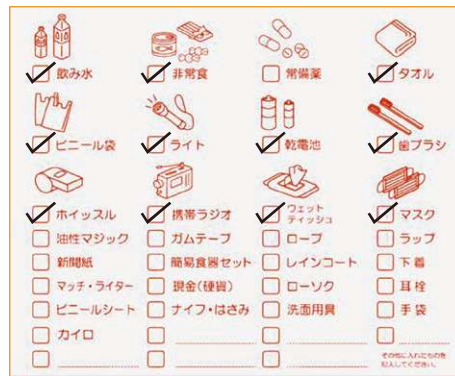 飲み水 非常食 常備薬 タオル
ビニール袋 ライト 乾電池 歯ブラシ
ホイッスル 携帯ラジオ ウェット
ティッシュ マスク
油性マジック ガムテープ ロープ ラップ
新聞紙 簡易食器セット レインコート 下着
マッチ・ライター 現金(硬貨) ローソク 耳栓
ビニールシート ナイフ・はさみ 洗面用具 手袋
カイロ
その他に入れたものを
記入してください。